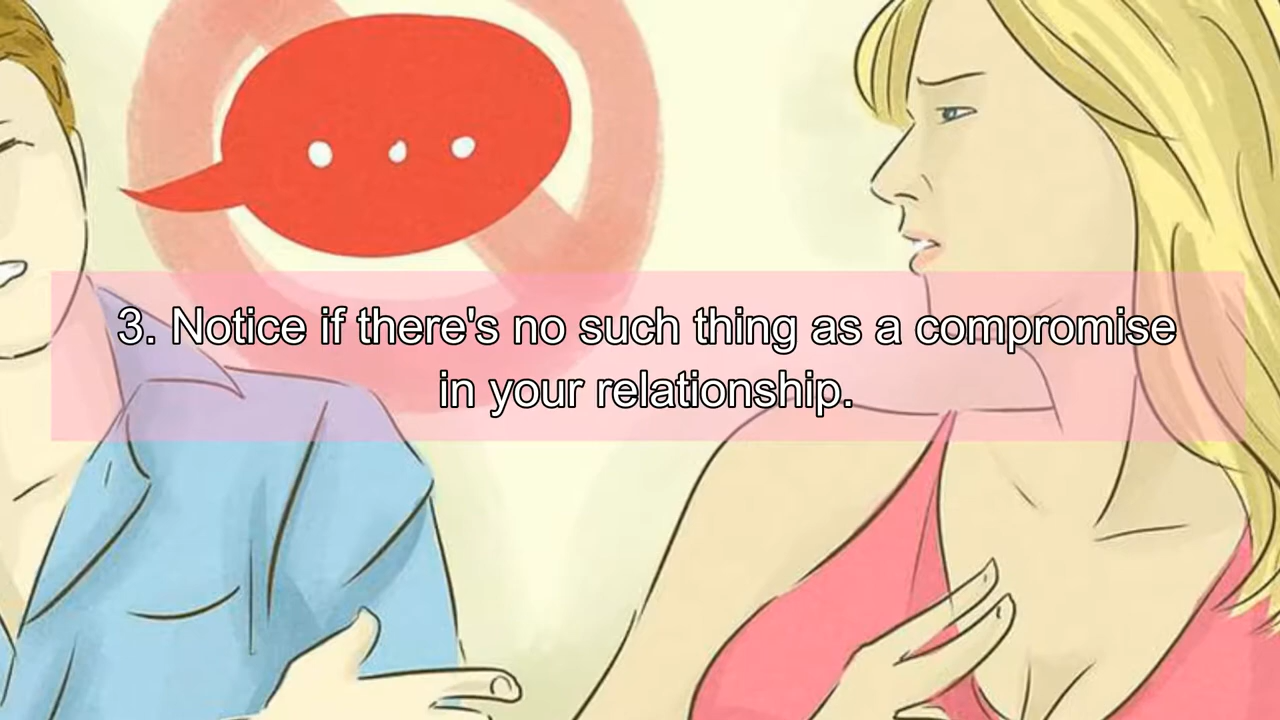 3. Notice if there's no such thing as a compromise
in your relationship.